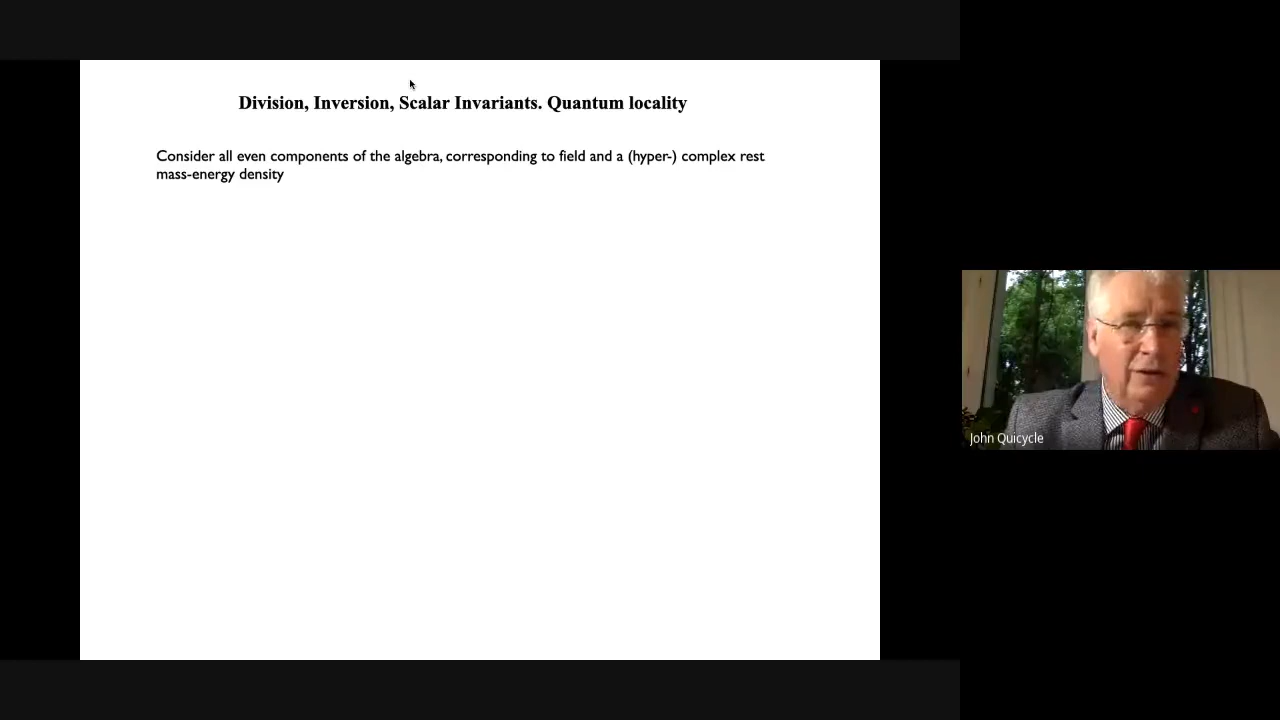 Division, Inversion, Scalar Invariants. Quantum locality
Consider all even components of the algebra, corresponding to field and a (hyper-) complex rest
mass-energy density
John Quicycle